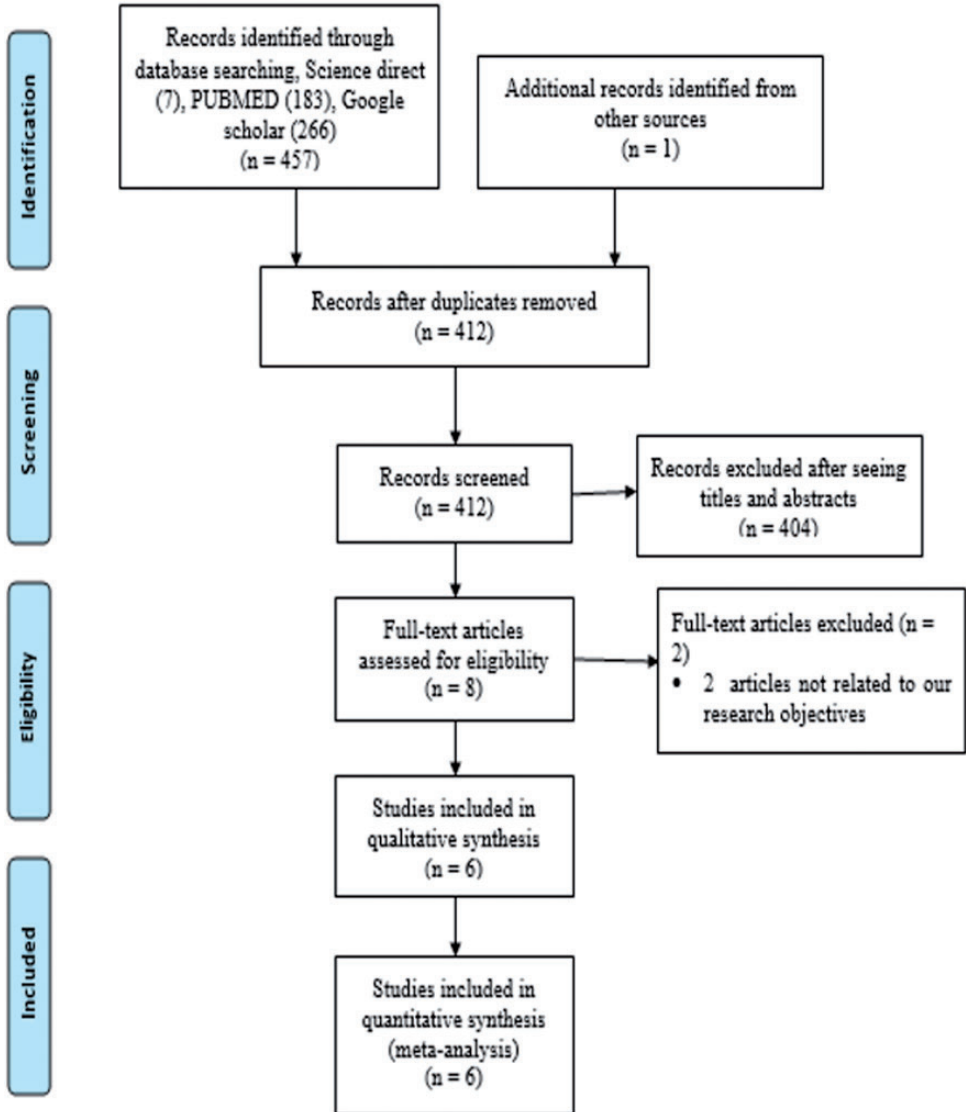 Identification
Records identified through
database searching, Science direct
(7), PUBMED (183), Google
scholar (266)
(n = 457)
Additional records identified from
other sources
(n = 1)
Records after duplicates removed
(n = 412)
Screening
Records screened
(n = 412)
Records excluded after seeing
titles and abstracts
(n = 404)
Eligibility
Full-text articles
assessed for eligibility
(n = 8)
Full-text articles excluded (n =
2)
• 2 articles not related to our
research objectives
Studies included in
qualitative synthesis
(n = 6)
Included
Studies included in
quantitative synthesis
(meta-analysis)
(n = 6)